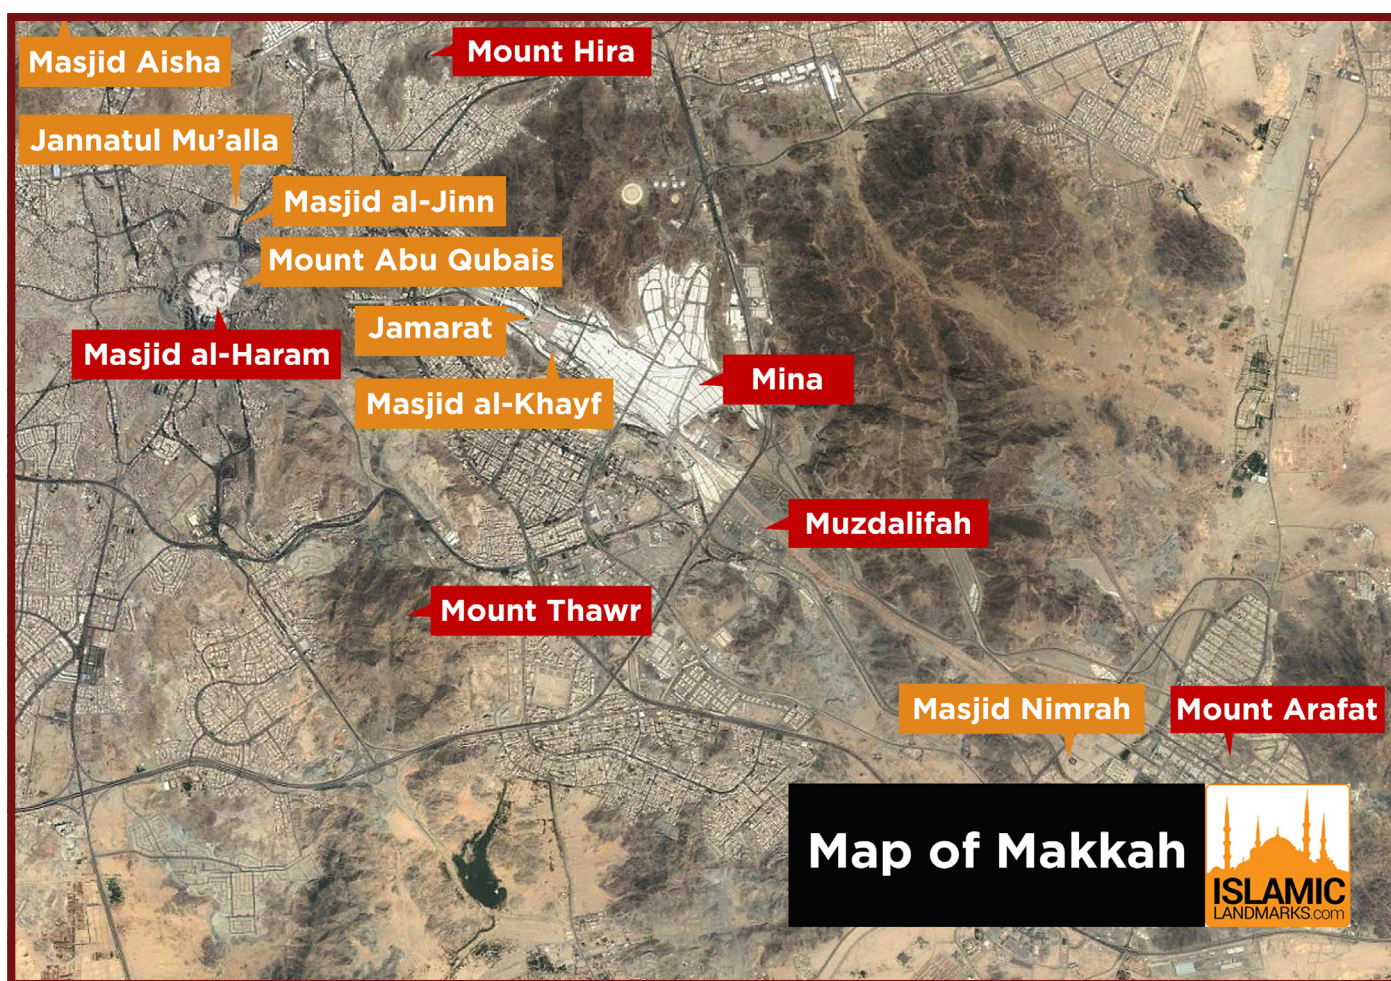 Masjid Aisha
Mount Hira
Jannatul Mu’alla
Masjid al-Jinn
Mount Abu Qubais
Jamarat
Masjid al-Haram
Mina
Masjid al-Khayf
Muzdalifah
Mount Thawr
Masjid Nimrah
Mount Arafat
Map of Makkah
ISLAMIC
LANDMARKS.com